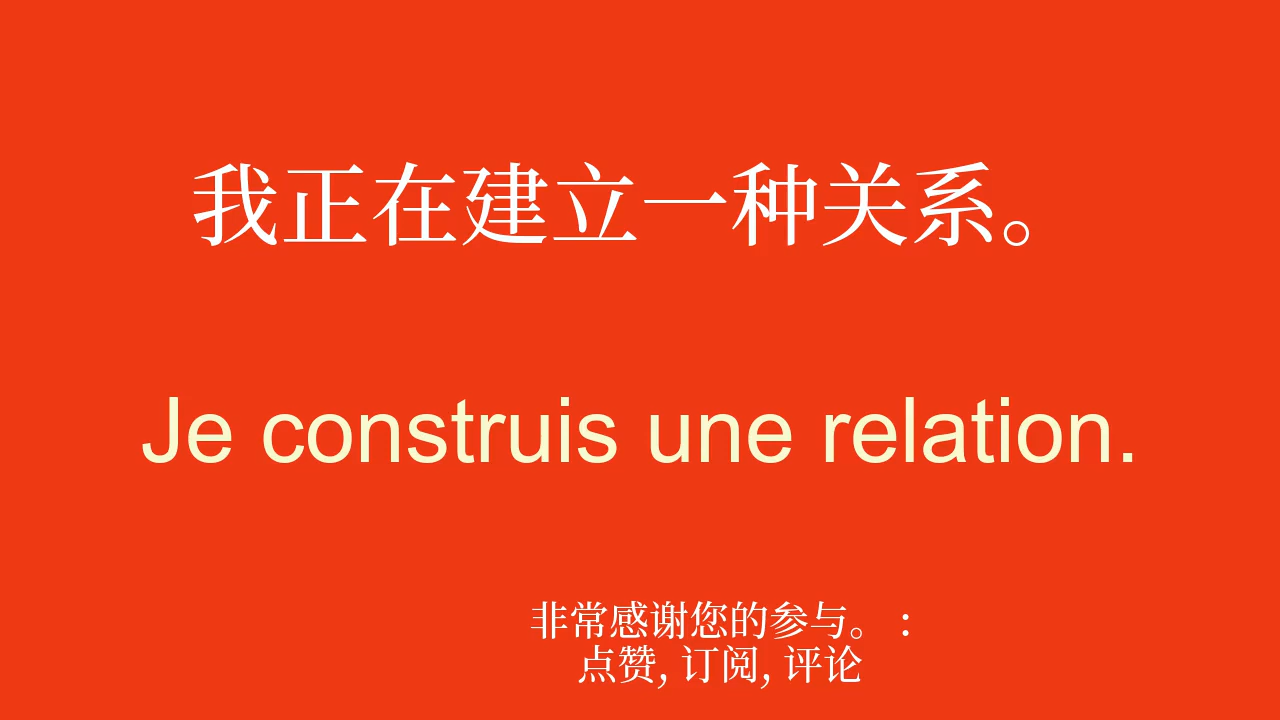 我正在建立一种关系。
Je construis une relation.
非常感谢您的参与。 :
点赞, 订阅, 评论